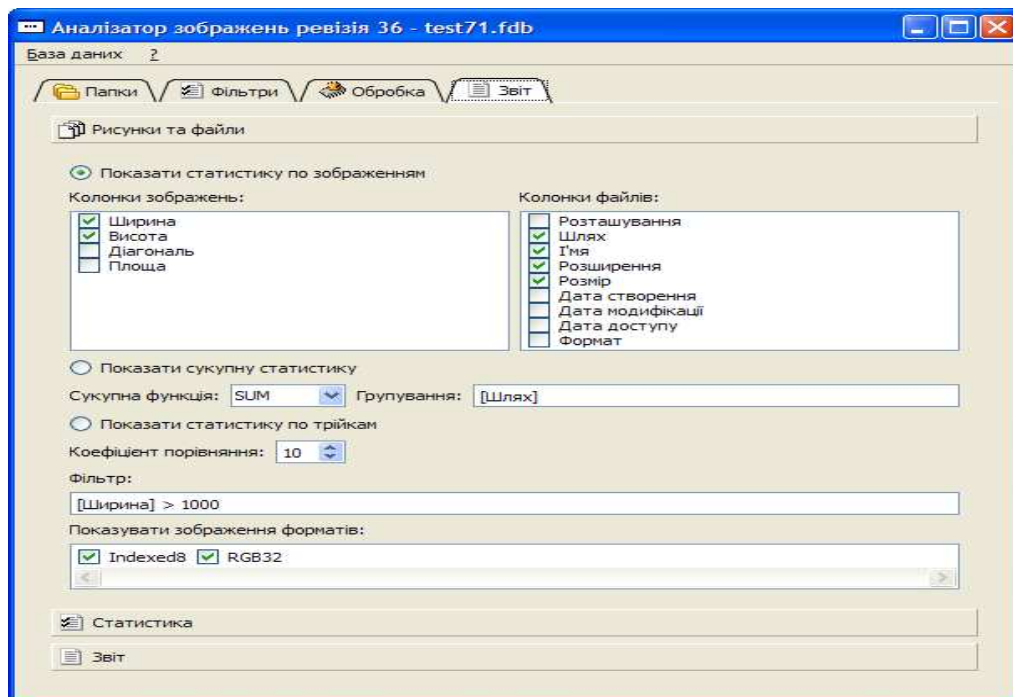 Аналізатор зображень ревізія 36 - test71.fdb
База даних ?
Папки Фільтри Обробка Звіт
Рисунки та файли
Показати статистику по зображенням
Колонки зображень: Колонки файлів:
Ширина
Висота
Діагональ
Площа
Розташування
Шлях
І'мя
Розширення
Розмір
Дата створення
Дата модифікації
Дата доступу
Формат
Показати сукупну статистику
Сукупна функція: SUM Групування: [Шлях]
Показати статистику по трійкам
Коефіцієнт порівняння: 10
Фільтр:
[Ширина] > 1000
Показувати зображення форматів:
Indexed8 RGB32
Статистика
Звіт